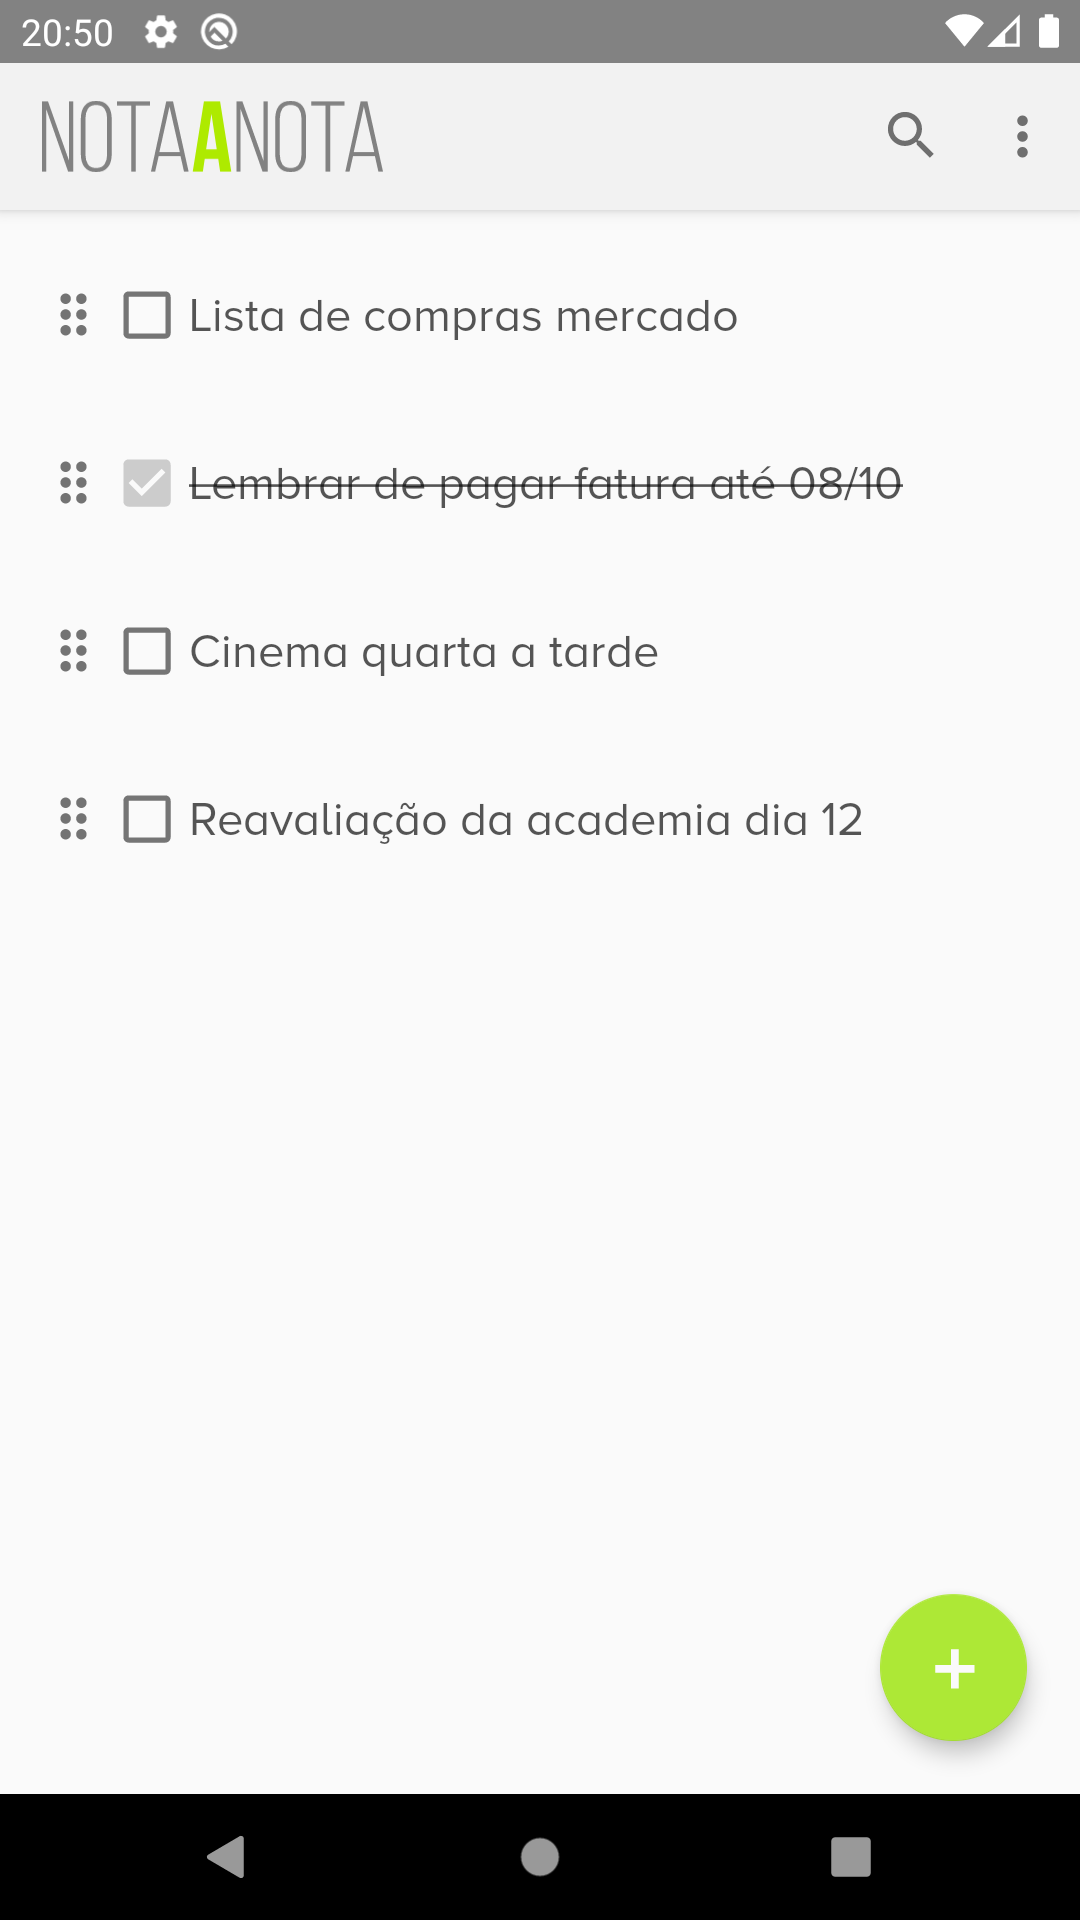 20:50
NOTAANOTA
Lista de compras mercado
Lembrar de pagar fatura até 08/10
Cinema quarta a tarde
Reavaliação da academia dia 12